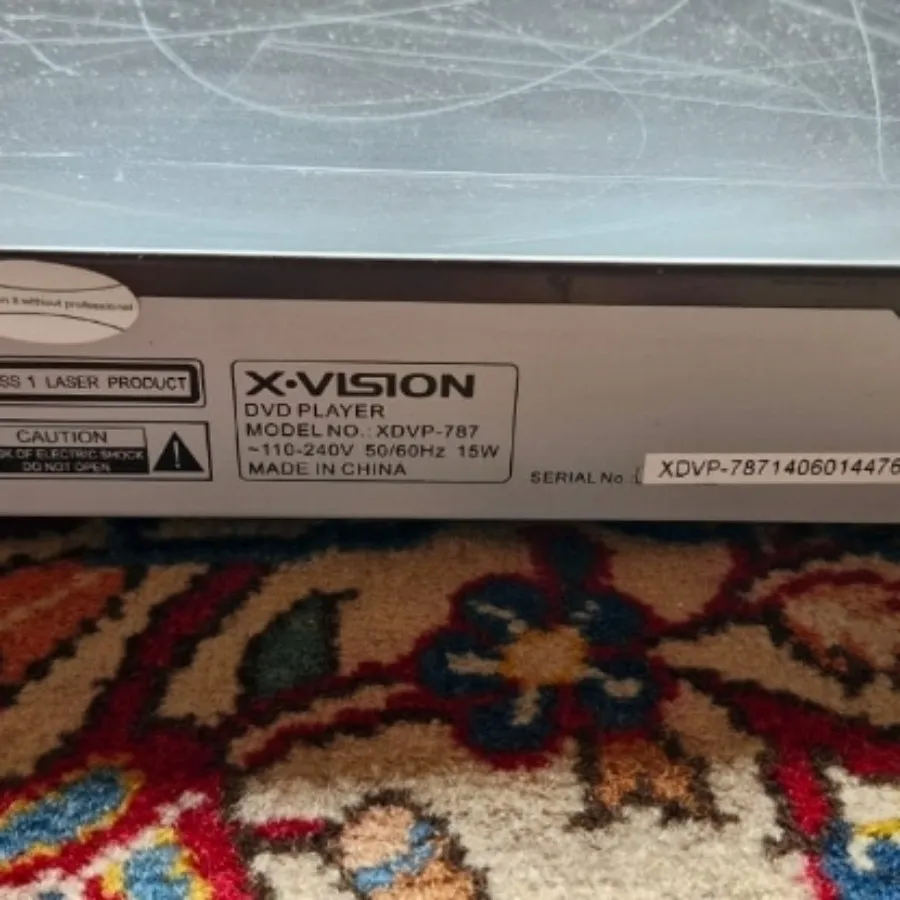 it without professional
SS 1 LASER PRODUCT
CAUTION
SK OF ELECTRIC SHOCK
DO NOT OPEN
X·VISION
DVD PLAYER
MODEL NO.: XDVP-787
~110-240V 50/60Hz 15W
MADE IN CHINA
SERIAL No.:
XDVP-7871406014476